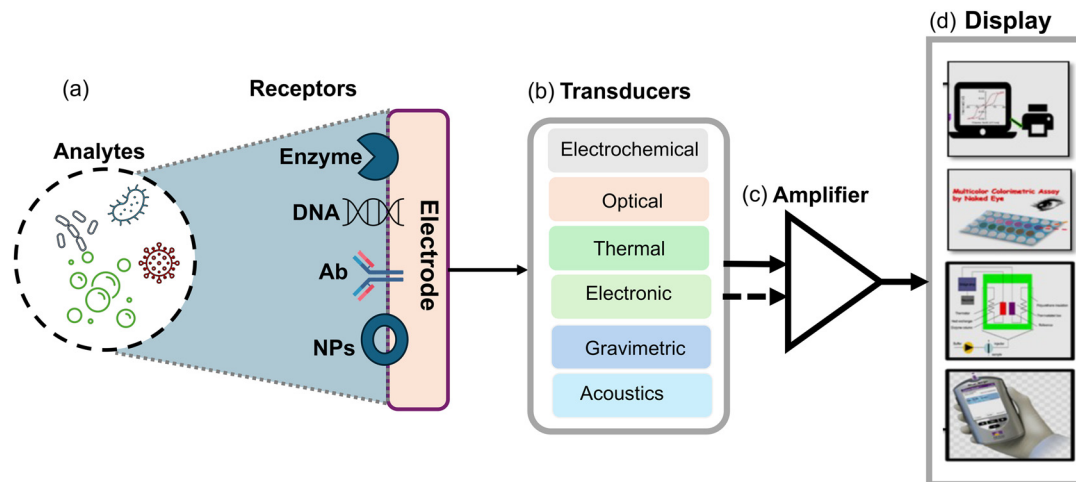 (a)
Analytes
Receptors
Enzyme
DNA
Ab
NPs
Electrode
(b) Transducers
Electrochemical
Optical
Thermal
Electronic
Gravimetric
Acoustics
(c) Amplifier
(d) Display
Multicolor Colorimetric Assay
by Naked Eye